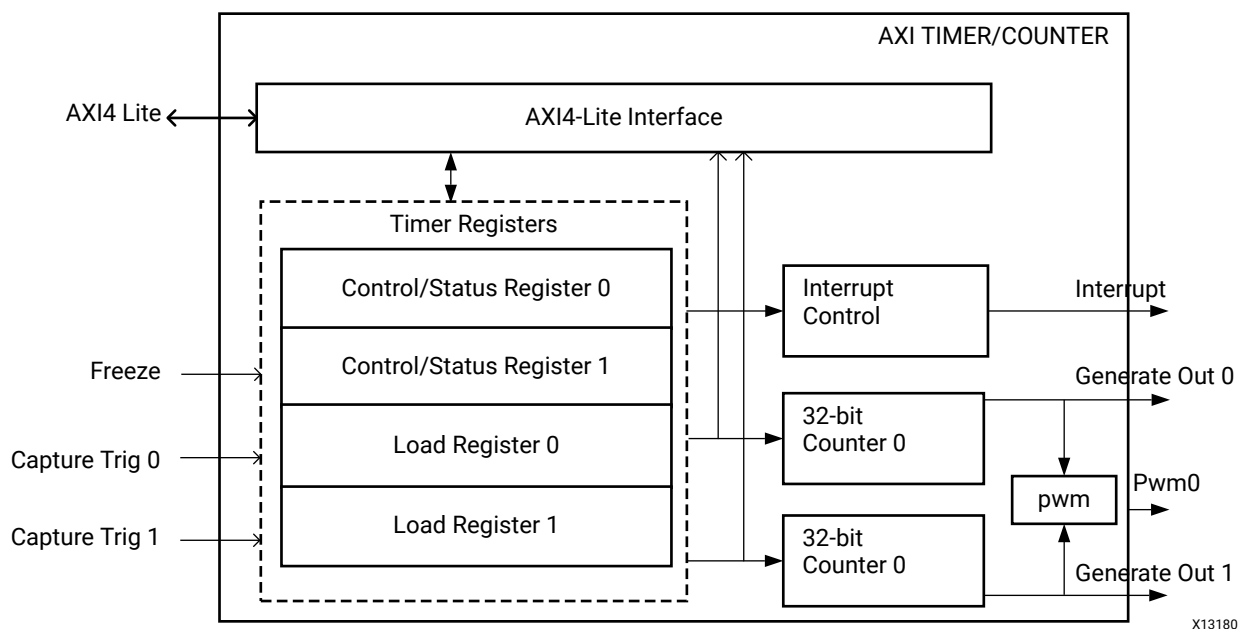 AXI TIMER/COUNTER
AXI4 Lite
AXI4-Lite Interface
Timer Registers
Control/Status Register 0
Interrupt
Control
Interrupt
Freeze
Control/Status Register 1
Generate Out 0
Capture Trig 0
Load Register 0
32-bit
Counter 0
pwm
Pwm0
Capture Trig 1
Load Register 1
32-bit
Counter 0
Generate Out 1
X13180